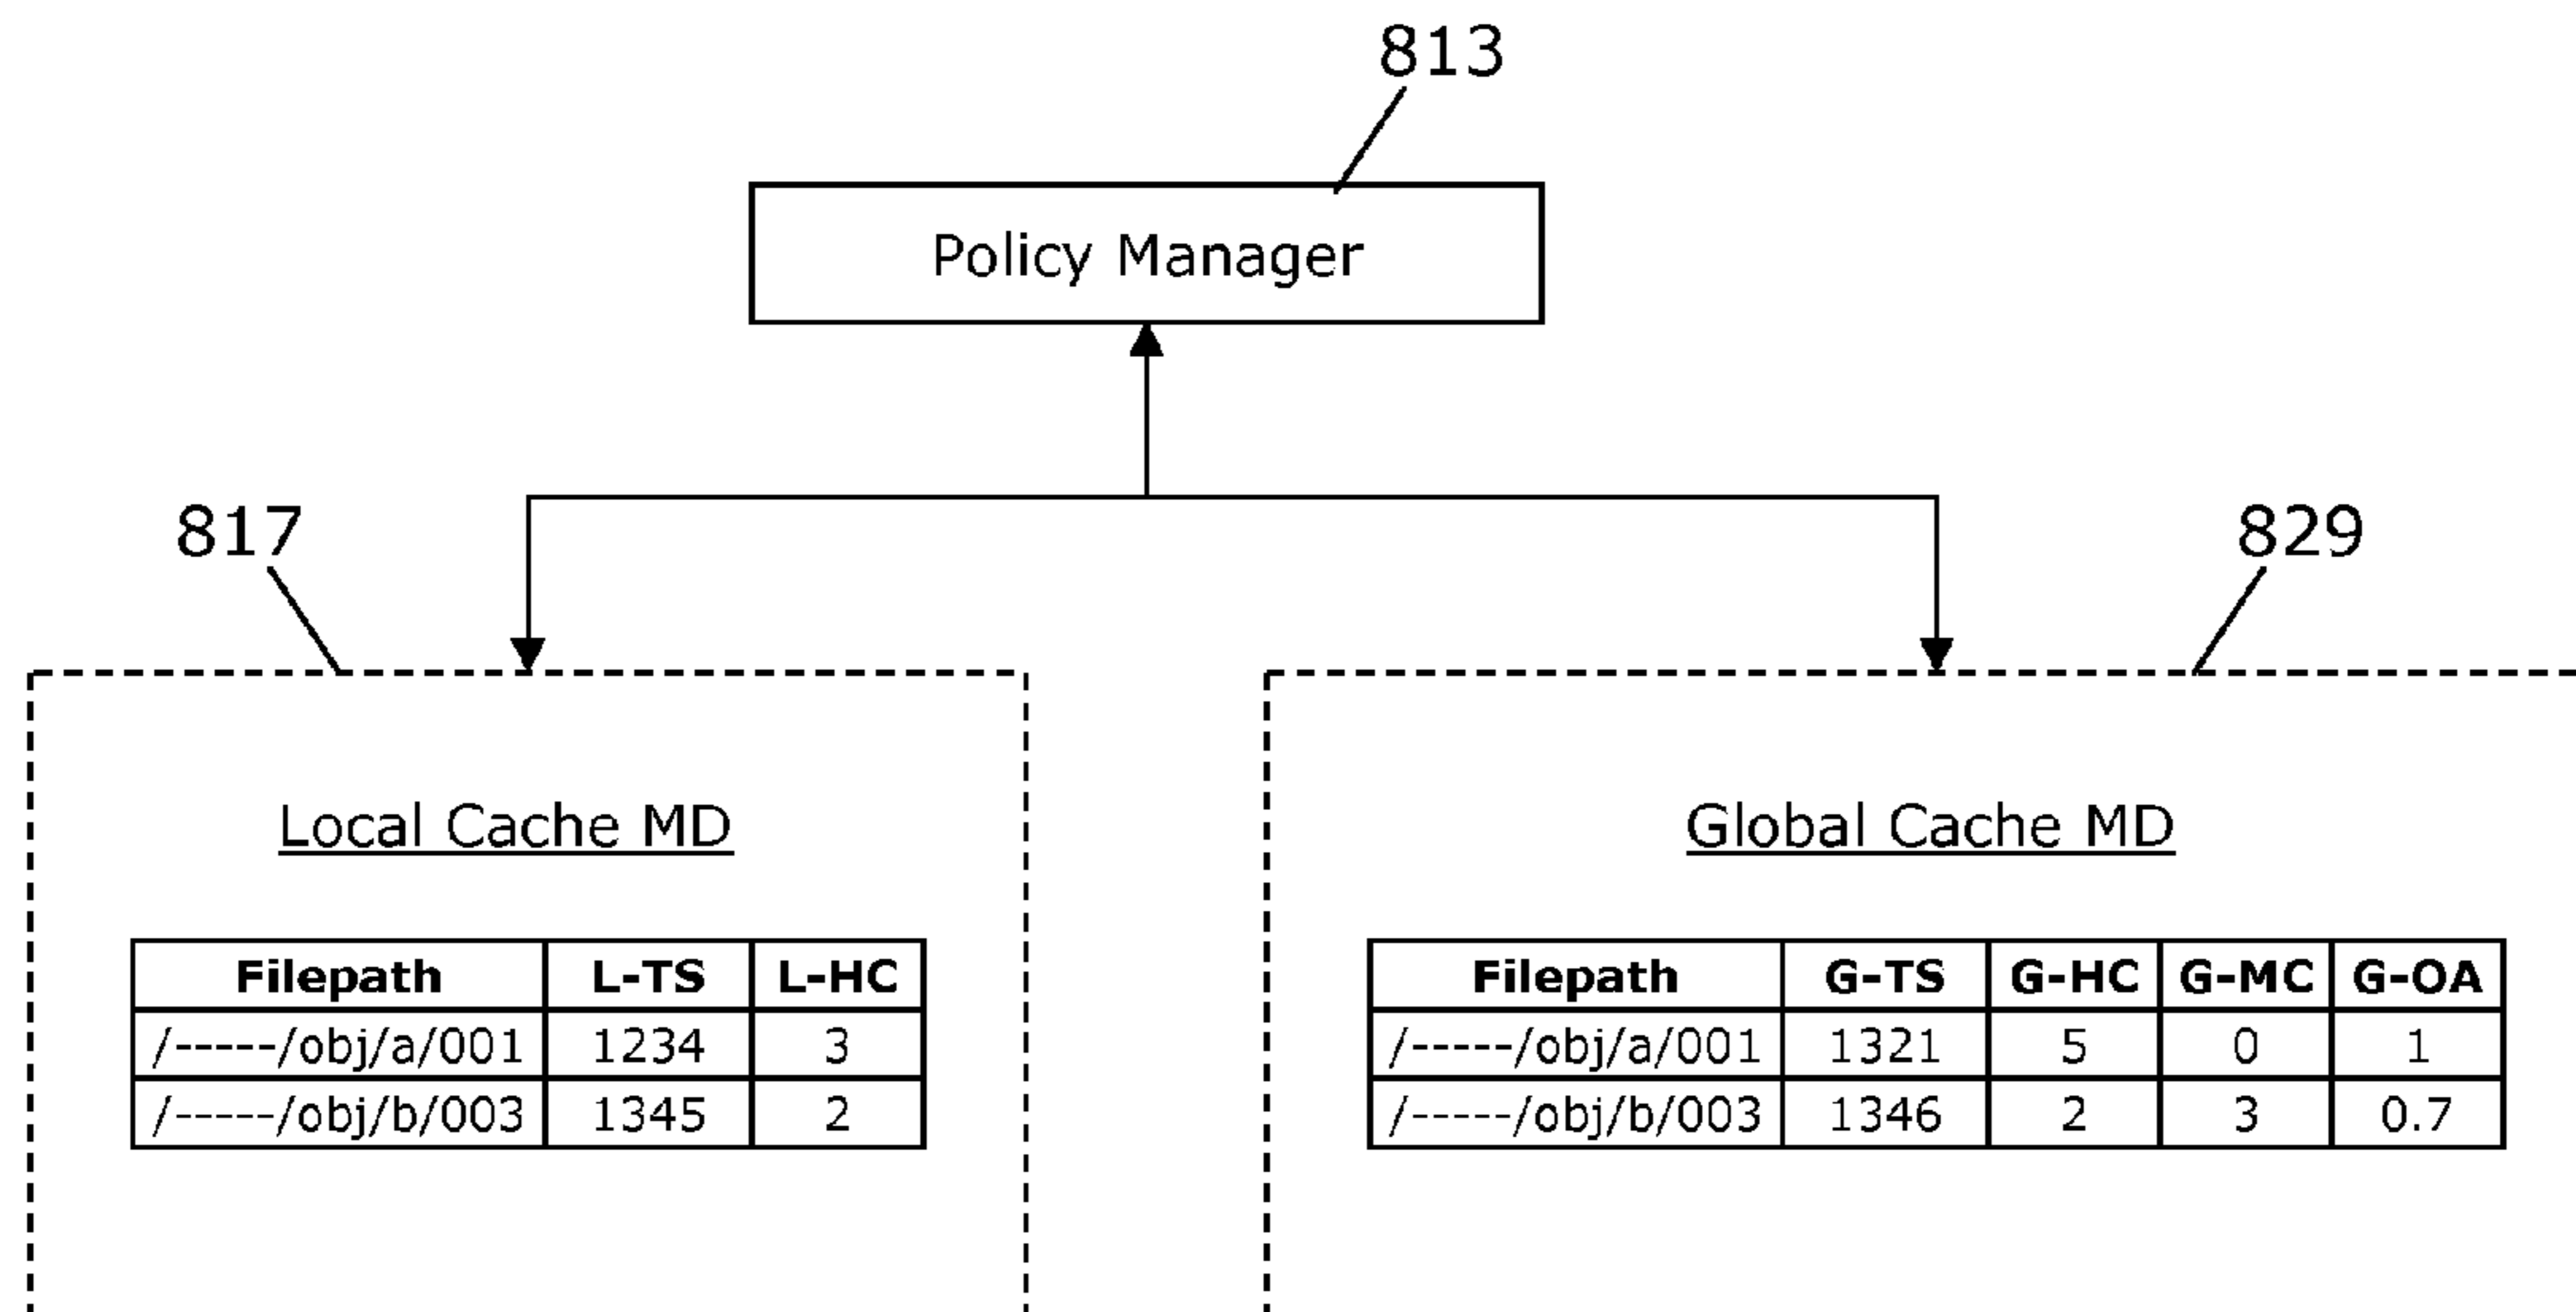 813
Policy Manager
817
829
Local Cache MD
Global Cache MD
Filepath L-TS L-HC
/-----/obj/a/001 1234 3
/-----/obj/b/003 1345 2
Filepath G-TS G-HC G-MC G-OA
/-----/obj/a/001 1321 5 0 1
/-----/obj/b/003 1346 2 3 0.7